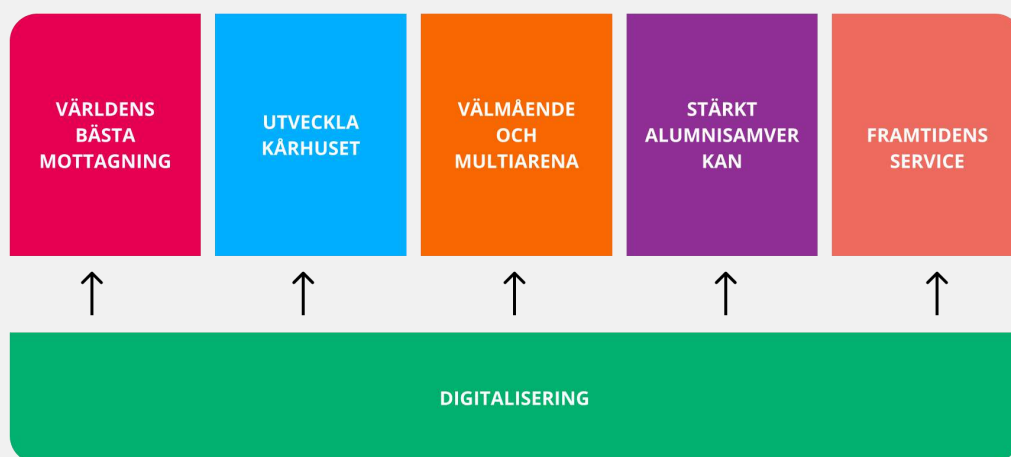 VÄRLDENS
BÄSTA
MOTTAGNING
UTVECKLA
KÅRHUSET
VÄLMÅENDE
OCH
MULTIARENA
STÄRKT
ALUMNISAMVER
KAN
FRAMTIDENS
SERVICE
DIGITALISERING